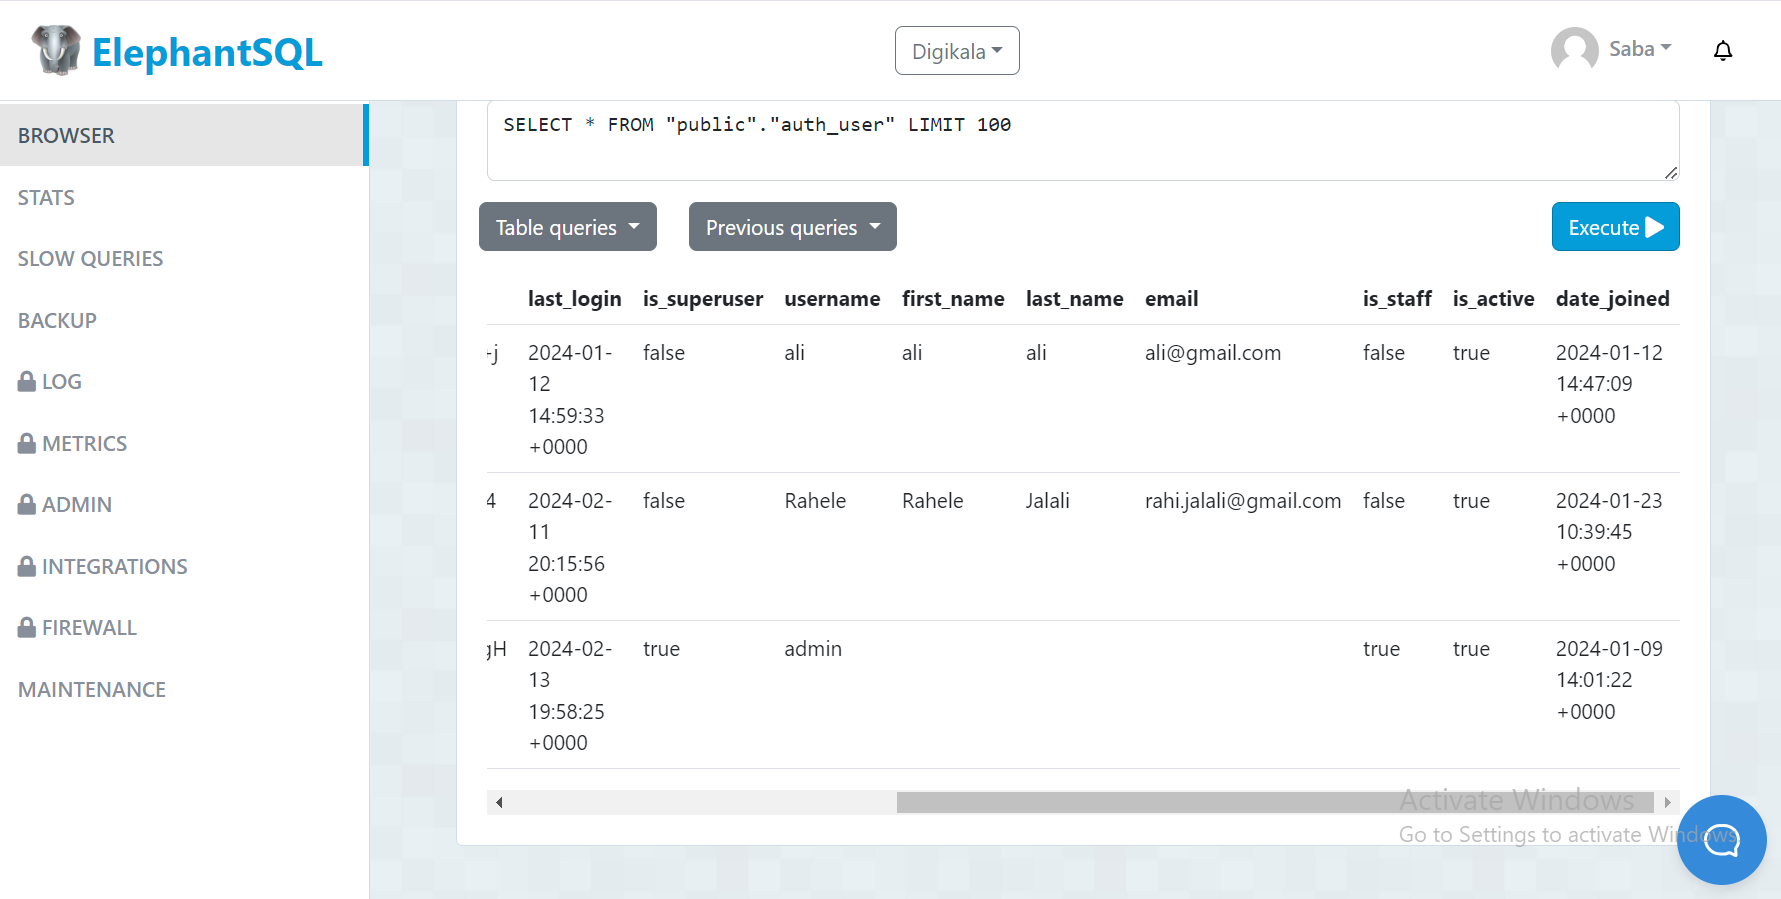 ElephantSQL
Digikala
Saba
BROWSER
STATS
SLOW QUERIES
BACKUP
LOG
METRICS
ADMIN
INTEGRATIONS
FIREWALL
MAINTENANCE
SELECT * FROM "public"."auth_user" LIMIT 100
Table queries
Previous queries
Execute
last_login is_superuser username first_name last_name email is_staff is_active date_joined
-j 2024-01- false ali ali ali ali@gmail.com false true 2024-01-12
12 14:47:09
14:59:33 +0000
+0000
4 2024-02- false Rahele Rahele Jalali rahi.jalali@gmail.com false true 2024-01-23
11 10:39:45
20:15:56 +0000
+0000
gH 2024-02- true admin true true 2024-01-09
13 14:01:22
19:58:25 +0000
+0000
Activate Windows
Go to Settings to activate Windows.